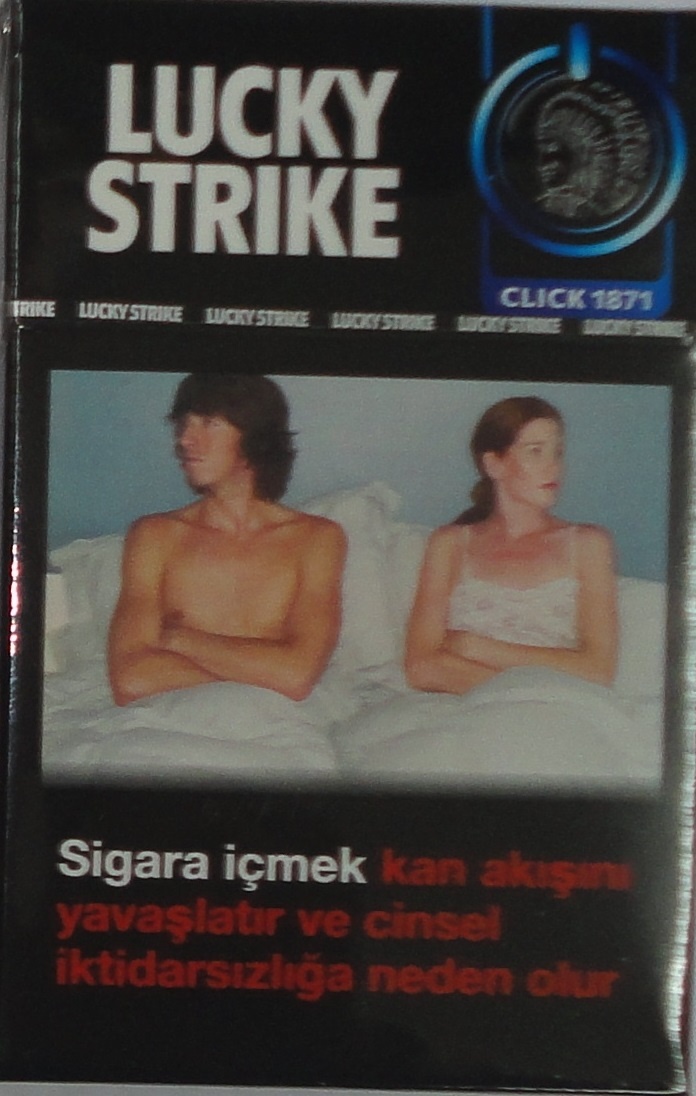 LUCKY
STRIKE
CLICK 1871
TRIKE LUCKY STRIKE LUCKY STRIKE LUCKY STRIKE LUCKY STRIKE LUCKY STRIKE
Sigara içmek kan akışını
yavaşlatır ve cinsel
iktidarsızlığa neden olur